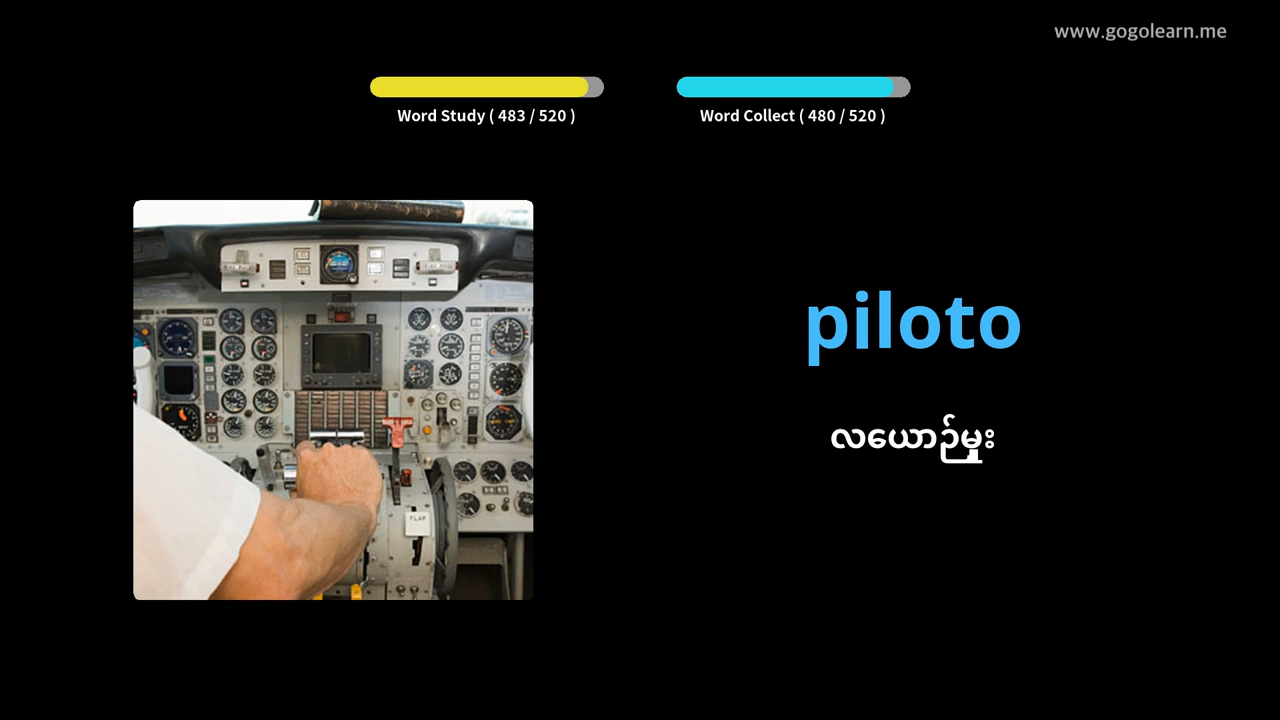 www.gogolearn.me
Word Study ( 483 / 520 )
Word Collect ( 480 / 520 )
piloto
လယောဉ်မှူး
FLAP